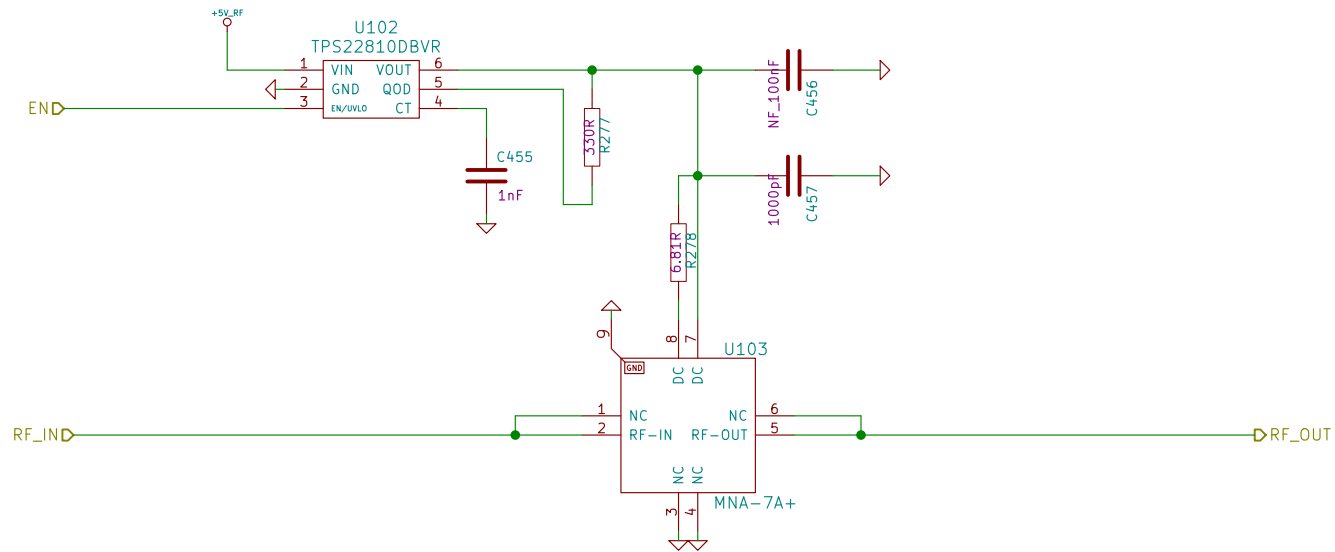 +5V_RF
U102
TPS22810DBVR
1 VIN VOUT 6
2 GND QOD 5
3 EN/UVLO CT 4
EN
NF_100nF
C456
330R
R277
C455
1nF
1000pF
C457
6.81R
R278
9
8
7
U103
GND
DC
DC
1 NC NC 6
RF_IN
2 RF-IN RF-OUT 5
RF_OUT
NC
NC
MNA-7A+
3
4